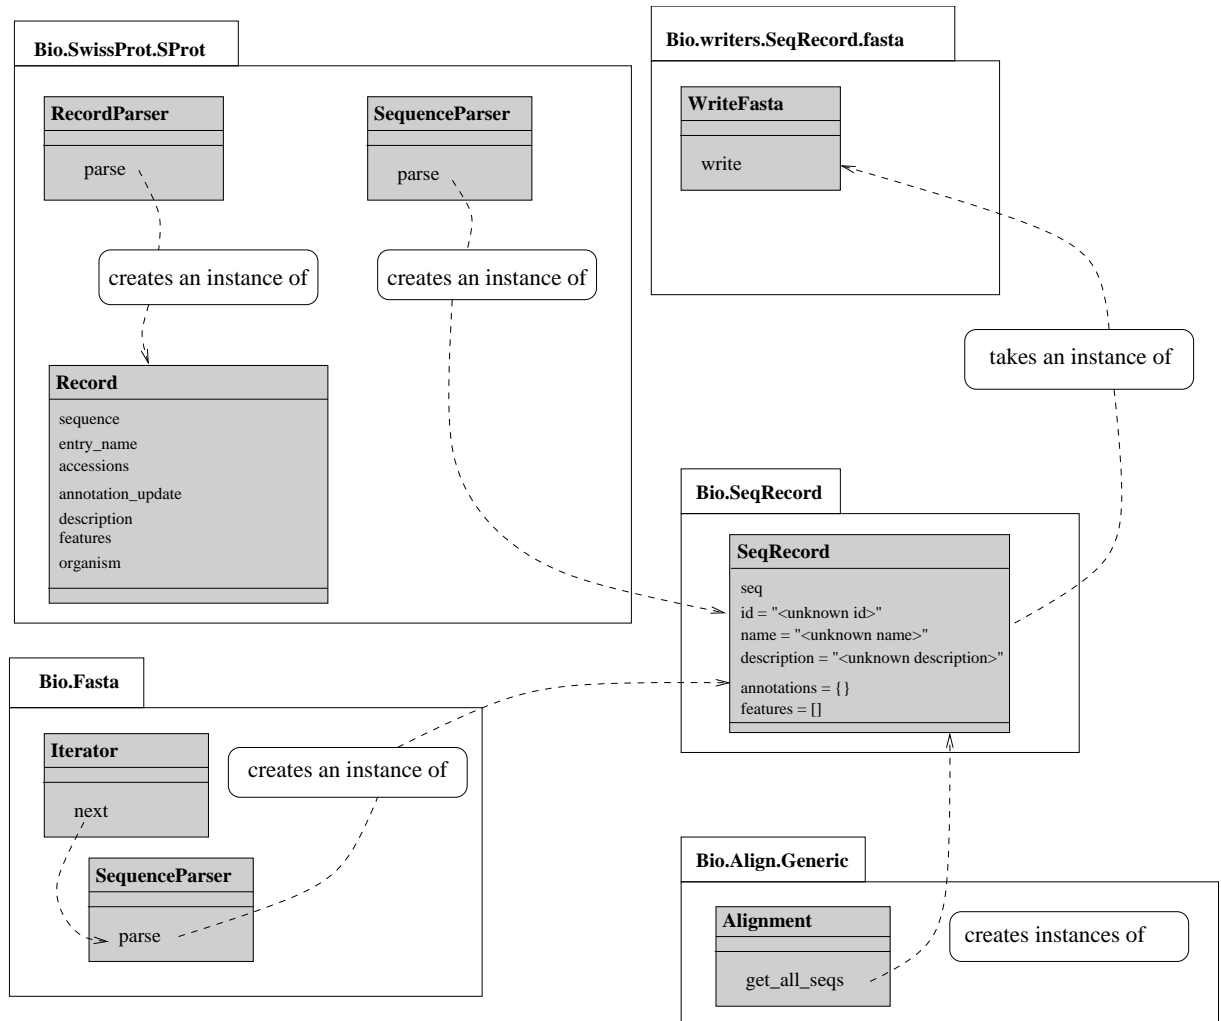 Bio.SwissProt.SProt
RecordParser
parse
SequenceParser
parse
creates an instance of
creates an instance of
Record
sequence
entry_name
accessions
annotation_update
description
features
organism
Bio.writers.SeqRecord.fasta
WriteFasta
write
takes an instance of
Bio.SeqRecord
SeqRecord
seq
id = "<unknown id>"
name = "<unknown name>"
description = "<unknown description>"
annotations = {}
features = []
Bio.Fasta
Iterator
next
creates an instance of
SequenceParser
parse
Bio.Align.Generic
Alignment
get_all_seqs
creates instances of